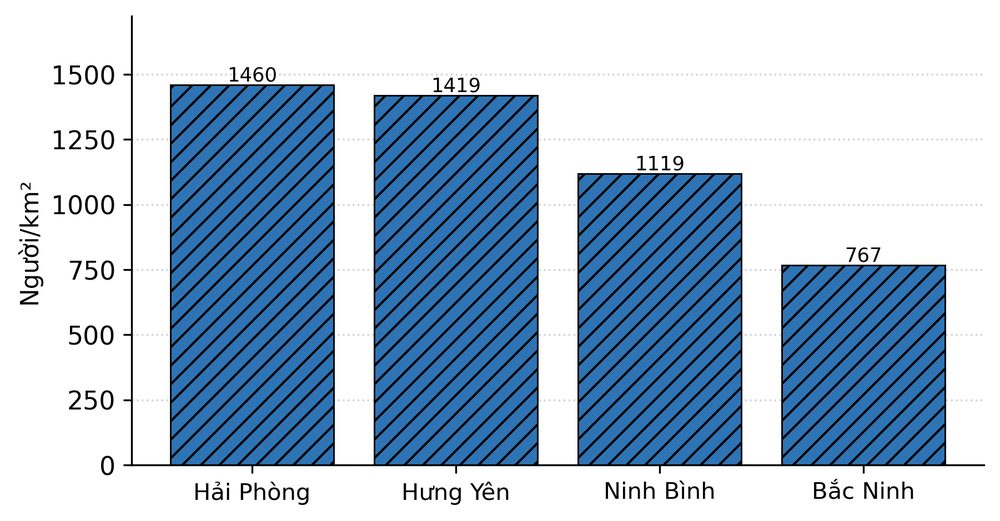 Người/km²
1500
1250
1000
750
500
250
0
1460
1419
1119
767
Hải Phòng
Hưng Yên
Ninh Bình
Bắc Ninh